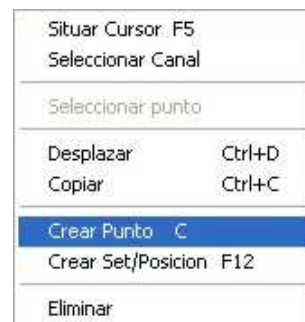 Situar Cursor F5
Seleccionar Canal
Seleccionar punto
Desplazar Ctrl+D
Copiar Ctrl+C
Crear Punto C
Crear Set/Posicion F12
Eliminar